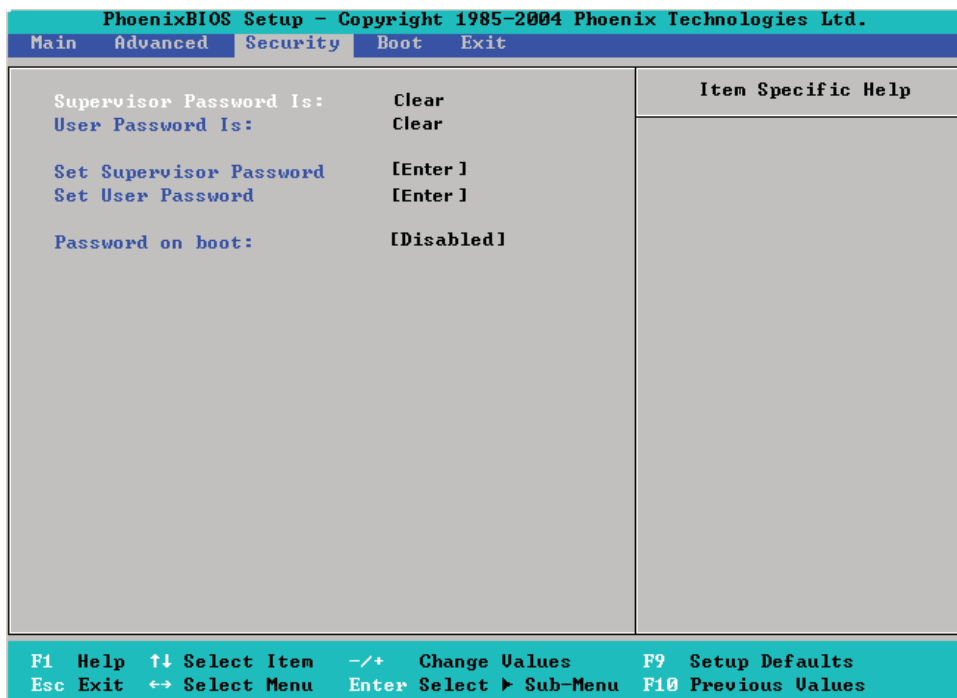 PhoenixBIOS Setup - Copyright 1985-2004 Phoenix Technologies Ltd.
Main Advanced Security Boot Exit
Item Specific Help
Supervisor Password Is: Clear
User Password Is: Clear
Set Supervisor Password [Enter]
Set User Password [Enter]
Password on boot: [Disabled]
F1 Help ↑↓ Select Item -/+ Change Values F9 Setup Defaults
Esc Exit ↔ Select Menu Enter Select ▶ Sub-Menu F10 Previous Values